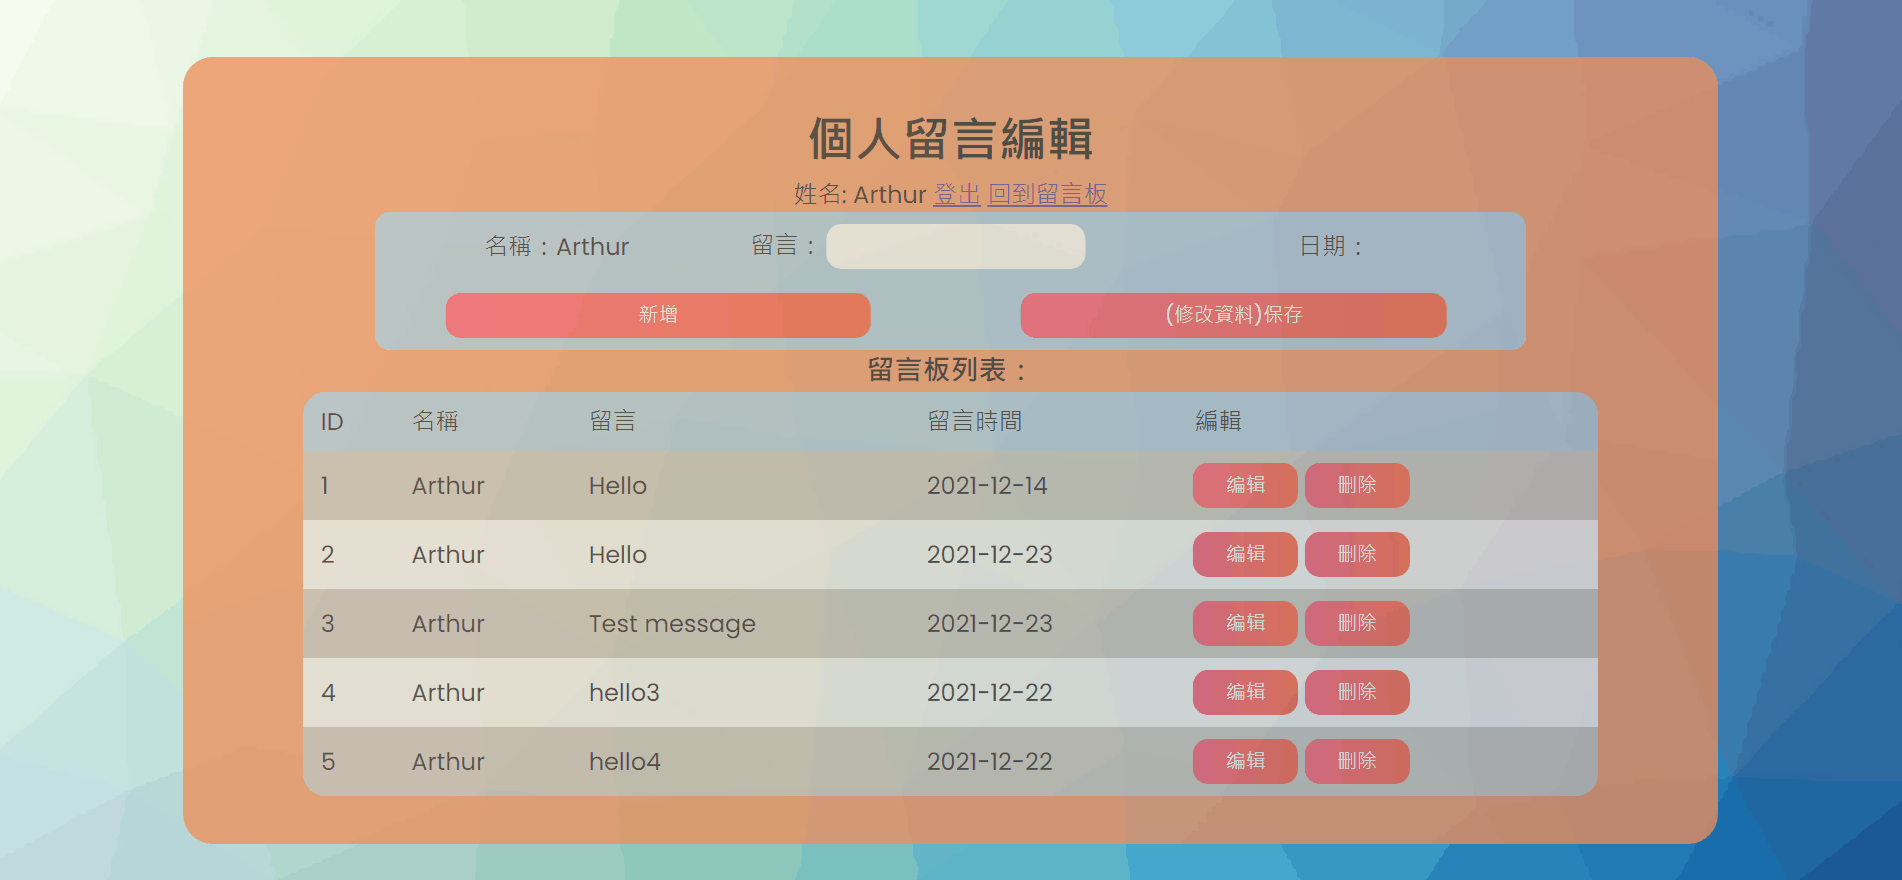 個人留言編輯
姓名: Arthur 登出 回到留言板
名稱：Arthur 留言： 日期：
新增 (修改資料)保存
留言板列表：
ID 名稱 留言 留言時間 編輯
1 Arthur Hello 2021-12-14 编辑 刪除
2 Arthur Hello 2021-12-23 编辑 刪除
3 Arthur Test message 2021-12-23 编辑 刪除
4 Arthur hello3 2021-12-22 编辑 刪除
5 Arthur hello4 2021-12-22 编辑 刪除